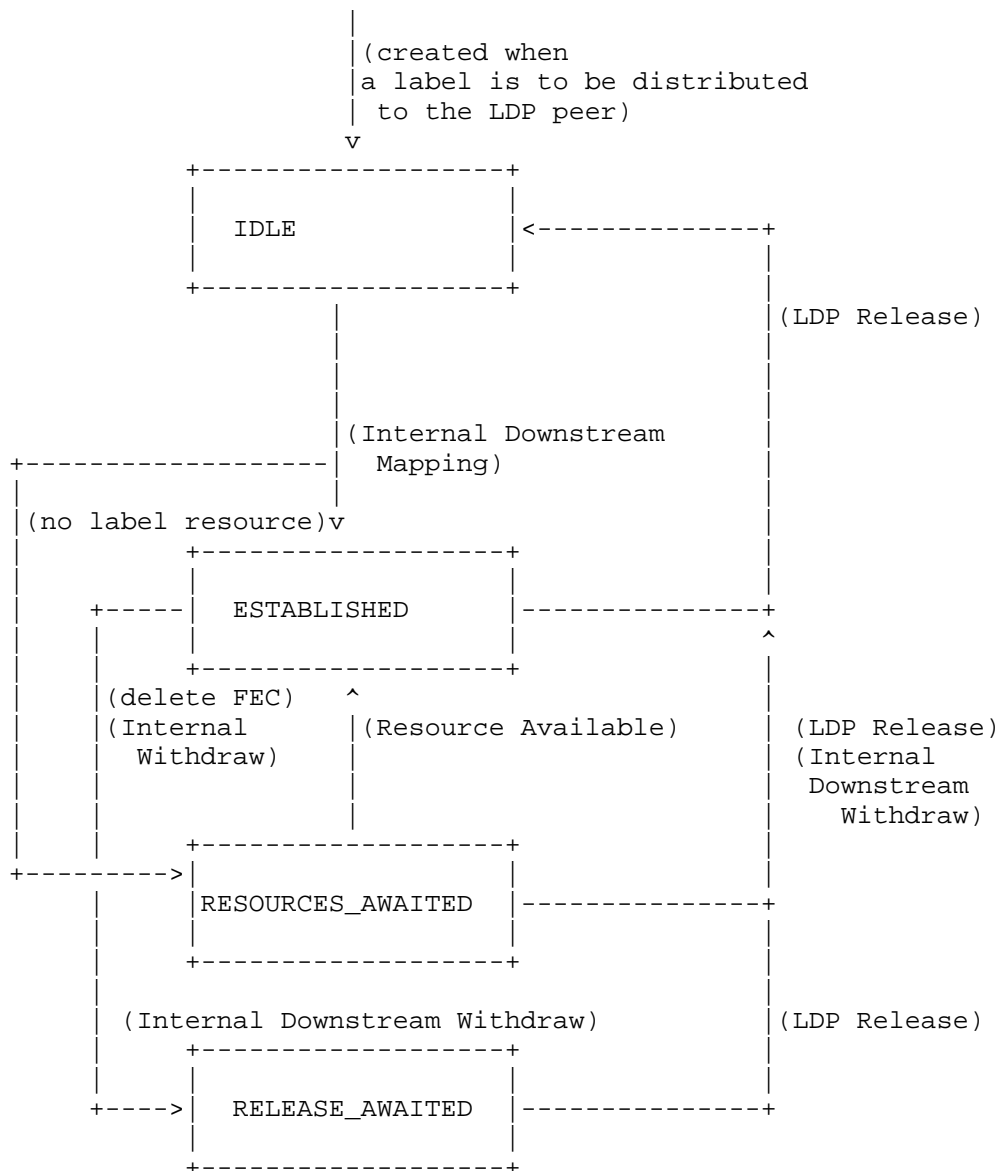 (created when
a label is to be distributed
to the LDP peer)
IDLE
(LDP Release)
(Internal Downstream
Mapping)
(no label resource)
ESTABLISHED
(delete FEC)
(Internal
Withdraw)
(Resource Available)
(LDP Release)
(Internal
Downstream
Withdraw)
RESOURCES_AWAITED
(Internal Downstream Withdraw)
(LDP Release)
RELEASE_AWAITED